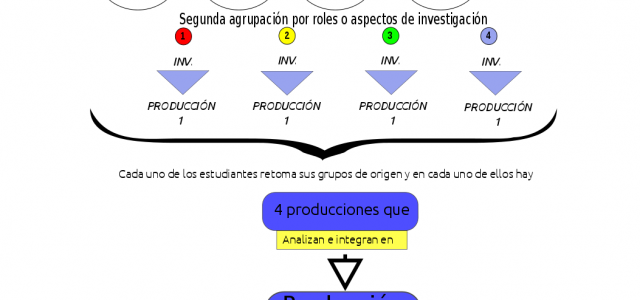 Segunda agrupación por roles o aspectos de investigación
1 2 3 4
INV. INV. INV. INV.
PRODUCCIÓN PRODUCCIÓN PRODUCCIÓN PRODUCCIÓN
1 1 1 1
Cada uno de los estudiantes retoma sus grupos de origen y en cada uno de ellos hay
4 producciones que
Analizan e integran en
Producción